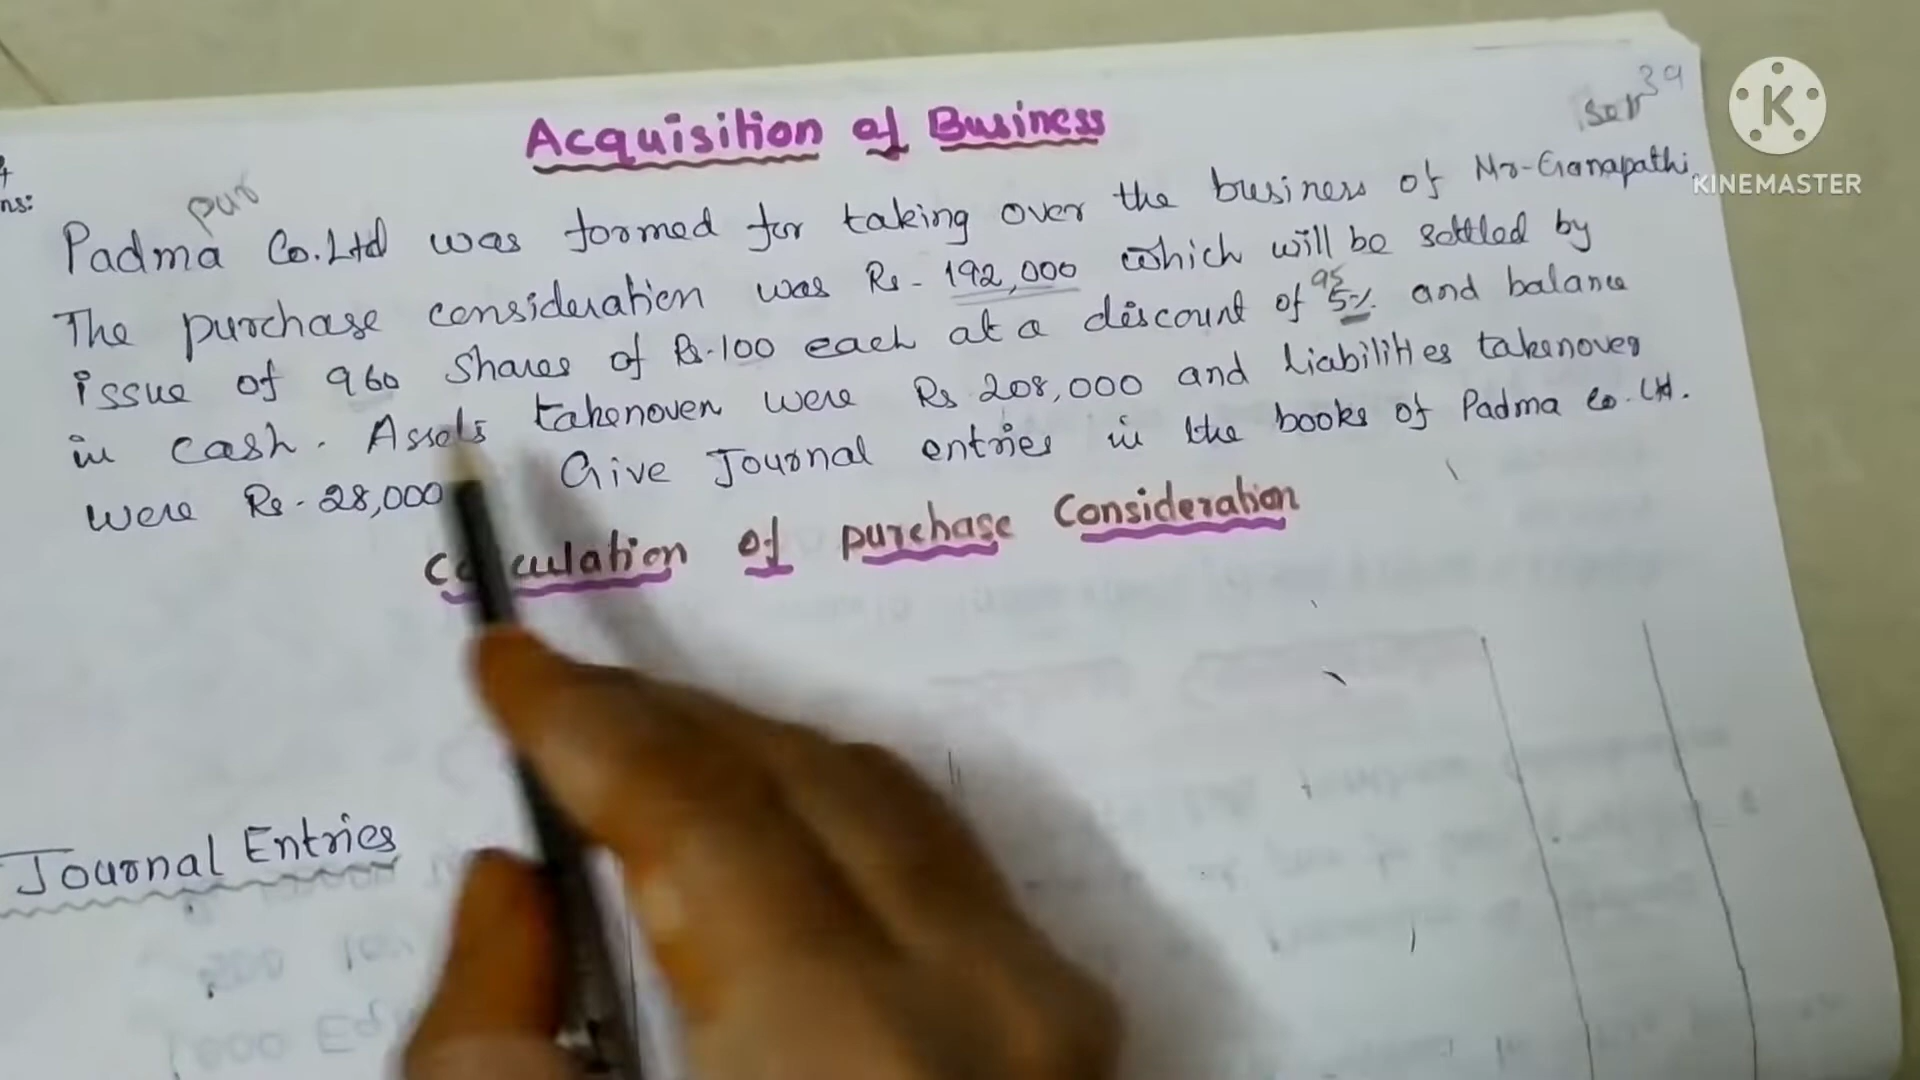 Acquisition of Business
39
ser
K
KINEMASTER
ns:
pur
Padma Co.Ltd was formed for taking over the business of Mr-Ganapathi
The purchase consideration was Rs-192,000 which will be settled by
95
issue of 960 shares of Rs.100 each at a discount of 5% and balance
in cash. Assets takenover were Rs 208,000 and liabilities takenover
were Rs-28,000 Give Journal entries in the books of Padma Co.Ltd.
Calculation of purchase Consideration
Journal Entries